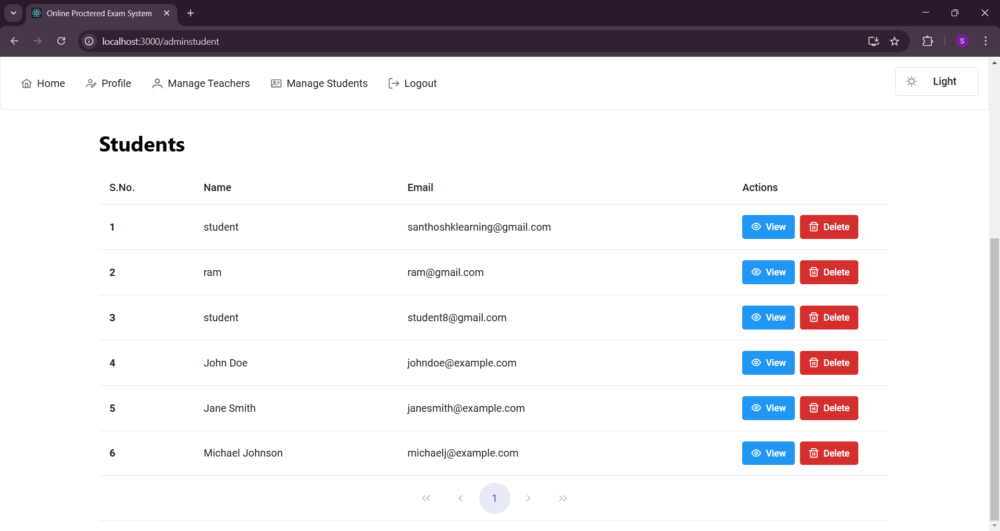 Online Proctered Exam System
localhost:3000/adminstudent
S
Home Profile Manage Teachers Manage Students Logout Light
Students
S.No. Name Email Actions
1 student santhoshklearning@gmail.com View Delete
2 ram ram@gmail.com View Delete
3 student student8@gmail.com View Delete
4 John Doe johndoe@example.com View Delete
5 Jane Smith janesmith@example.com View Delete
6 Michael Johnson michaelj@example.com View Delete
1